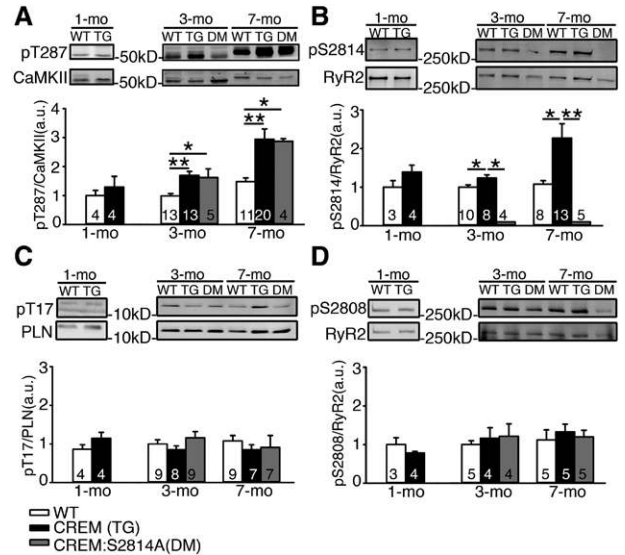 A
1-mo 3-mo 7-mo
WT TG WT TG DM WT TG DM
pT287 -50kD-
CaMKII -50kD-
pT287/CaMKII(a.u.)
4
3
2
1
0
** * ** *
4 4 13 13 5 11 20 4
1-mo 3-mo 7-mo
B
1-mo 3-mo 7-mo
WT TG WT TG DM WT TG DM
pS2814 -250kD-
RyR2 -250kD-
pS2814/RyR2(a.u.)
3
2
1
0
* * * **
3 4 10 8 4 8 13 5
1-mo 3-mo 7-mo
C
1-mo 3-mo 7-mo
WT TG WT TG DM WT TG DM
pT17 -10kD-
PLN -10kD-
pT17/PLN(a.u.)
3
2
1
0
4 4 9 8 9 9 7 7
1-mo 3-mo 7-mo
D
1-mo 3-mo 7-mo
WT TG WT TG DM WT TG DM
pS2808 -250kD-
RyR2 -250kD-
pS2808/RyR2(a.u.)
3
2
1
0
3 4 5 4 4 5 5 5
1-mo 3-mo 7-mo
WT
CREM (TG)
CREM:S2814A(DM)